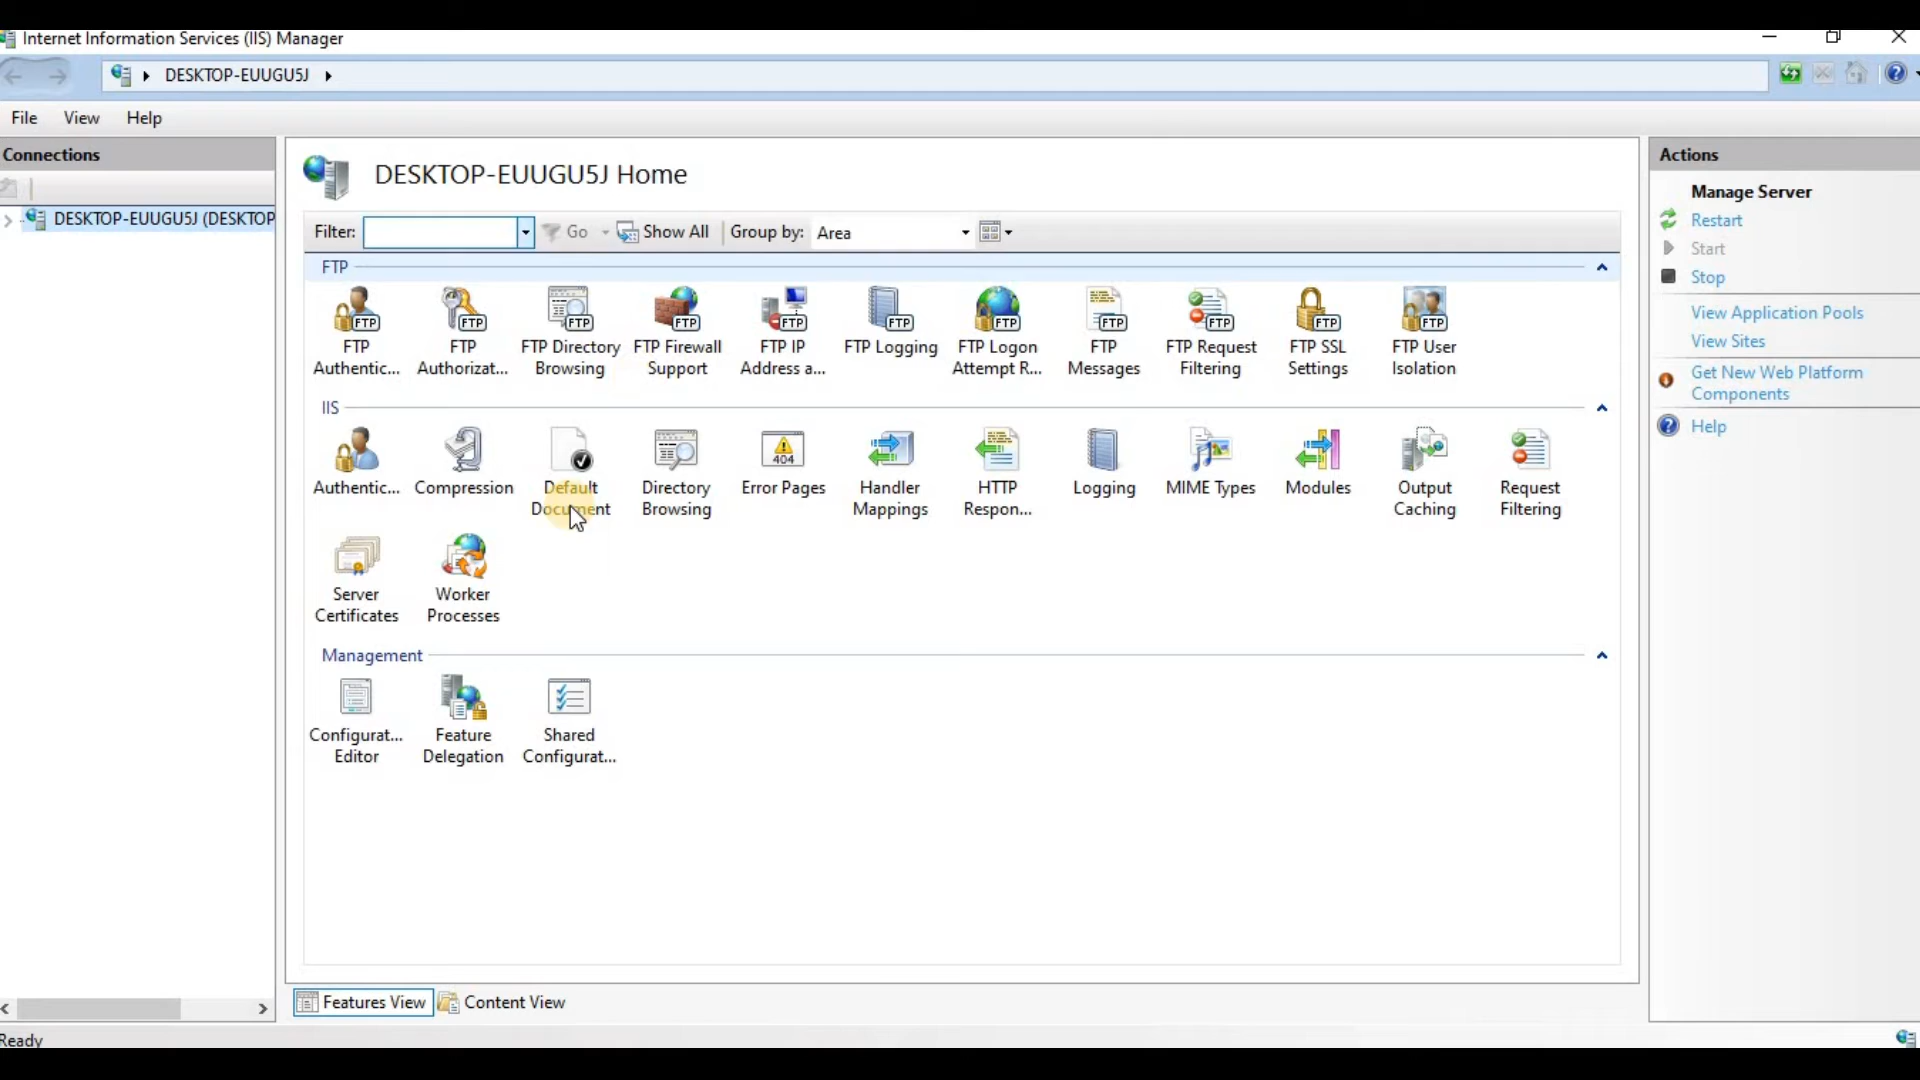 Internet Information Services (IIS) Manager
DESKTOP-EUUGU5J
File View Help
Connections
DESKTOP-EUUGU5J (DESKTOP
DESKTOP-EUUGU5J Home
Filter: Go Show All Group by: Area
FTP
FTP Authentic...
FTP Authorizat...
FTP Directory Browsing
FTP Firewall Support
FTP IP Address a...
FTP Logging
FTP Logon Attempt R...
FTP Messages
FTP Request Filtering
FTP SSL Settings
FTP User Isolation
IIS
Authentic...
Compression
Default Document
Directory Browsing
404
Error Pages
Handler Mappings
HTTP Respon...
Logging
MIME Types
Modules
Output Caching
Request Filtering
Server Certificates
Worker Processes
Management
Configurat... Editor
Feature Delegation
Shared Configurat...
Features View Content View
Ready
Actions
Manage Server
Restart
Start
Stop
View Application Pools
View Sites
Get New Web Platform
Components
Help